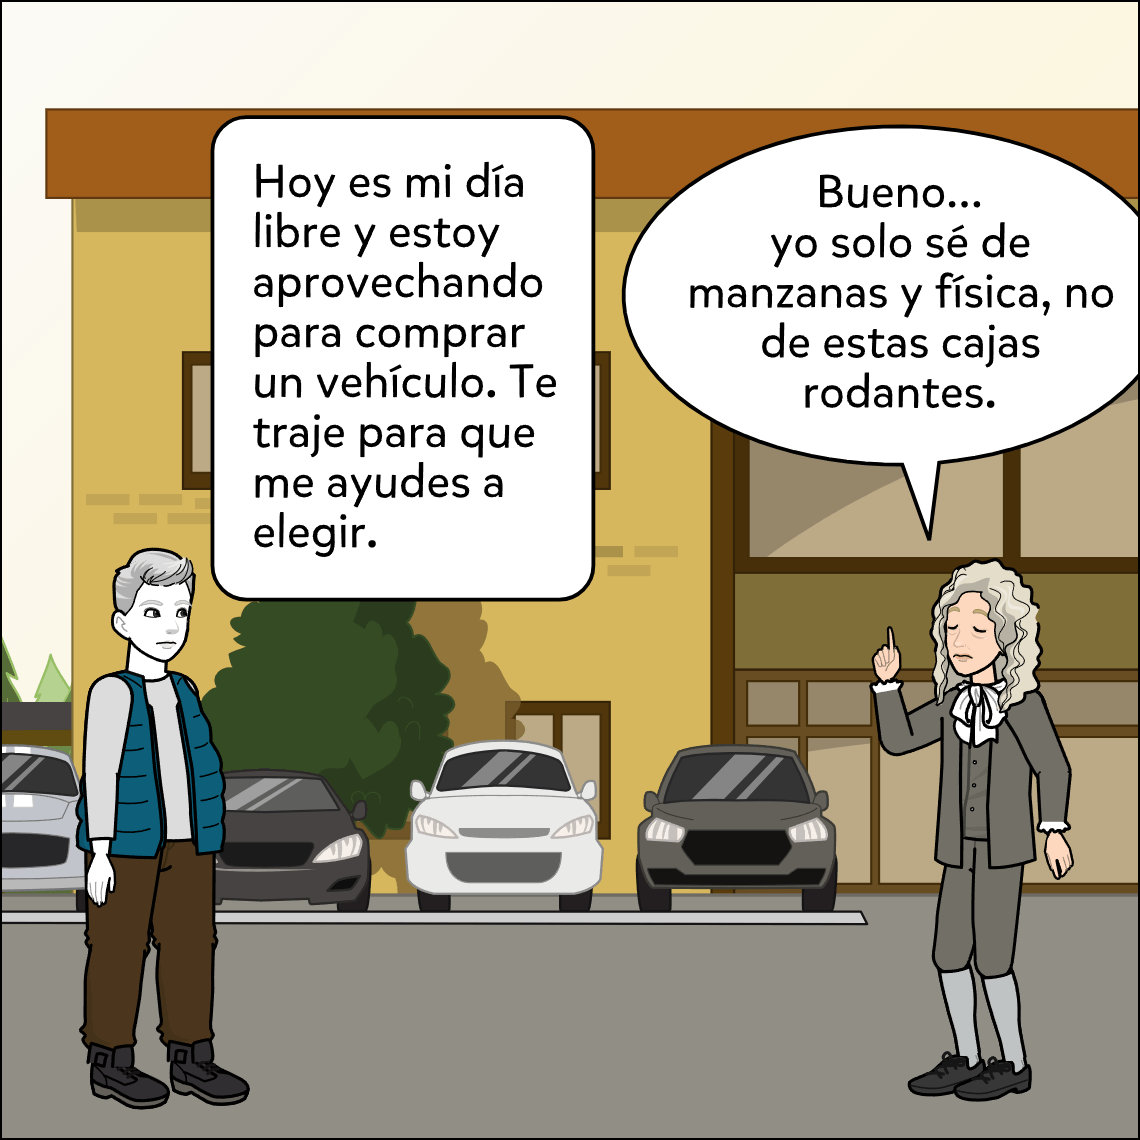 Hoy es mi día
libre y estoy
aprovechando
para comprar
un vehículo. Te
traje para que
me ayudes a
elegir.
Bueno...
yo solo sé de
manzanas y física, no
de estas cajas
rodantes.